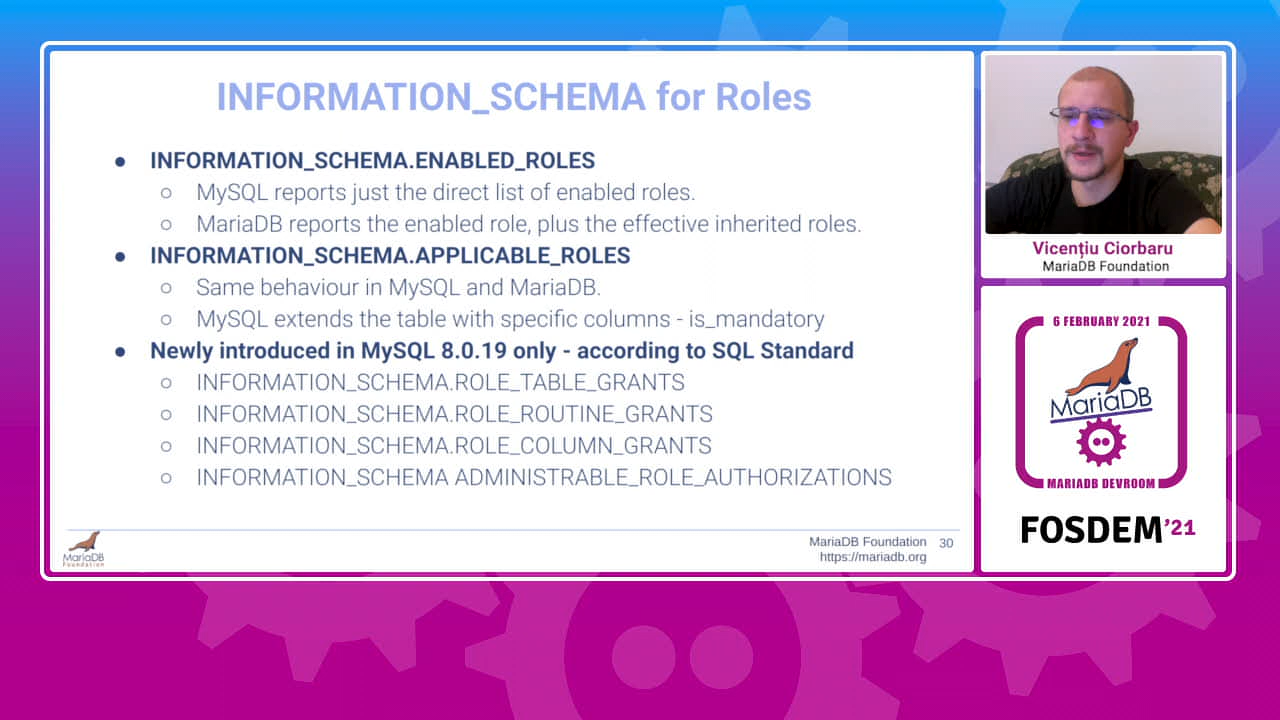 INFORMATION_SCHEMA for Roles
● INFORMATION_SCHEMA.ENABLED_ROLES
○ MySQL reports just the direct list of enabled roles.
○ MariaDB reports the enabled role, plus the effective inherited roles.
● INFORMATION_SCHEMA.APPLICABLE_ROLES
○ Same behaviour in MySQL and MariaDB.
○ MySQL extends the table with specific columns - is_mandatory
● Newly introduced in MySQL 8.0.19 only - according to SQL Standard
○ INFORMATION_SCHEMA.ROLE_TABLE_GRANTS
○ INFORMATION_SCHEMA.ROLE_ROUTINE_GRANTS
○ INFORMATION_SCHEMA.ROLE_COLUMN_GRANTS
○ INFORMATION_SCHEMA ADMINISTRABLE_ROLE_AUTHORIZATIONS
MariaDB
Foundation
MariaDB Foundation 30
https://mariadb.org
Vicențiu Ciorbaru
MariaDB Foundation
6 FEBRUARY 2021
MariaDB
MARIADB DEVROOM
FOSDEM'21